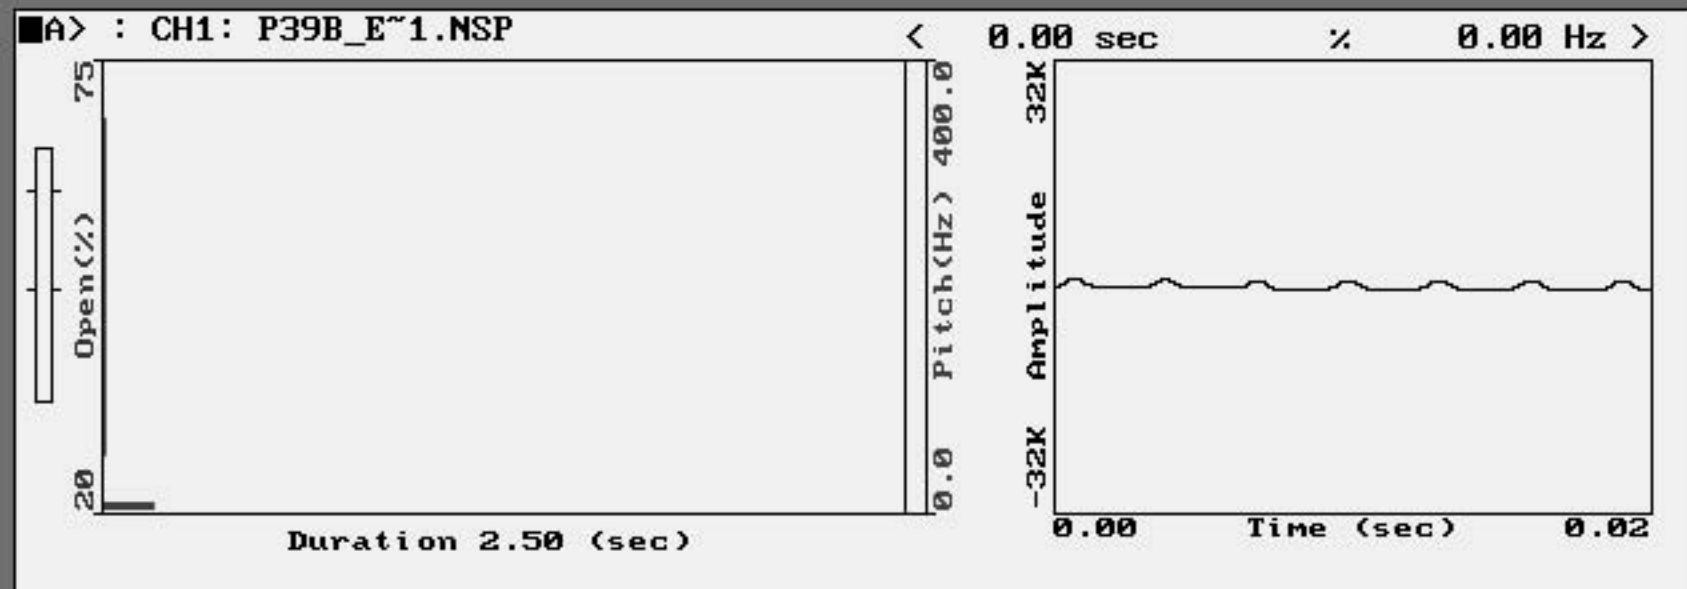 A> : CH1: P39B_E~1.NSP
< 0.00 sec % 0.00 Hz >
75
Open(%)
20
Duration 2.50 (sec)
400.0
Pitch(Hz)
0.0
32K
Amplitude
-32K
0.00 Time (sec) 0.02